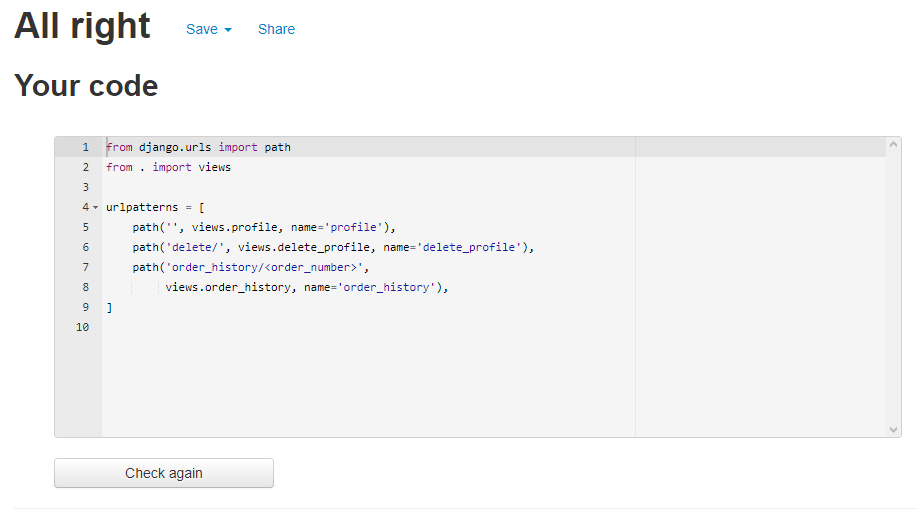 All right Save Share
Your code
1 from django.urls import path
2 from . import views
3
4 urlpatterns = [
5     path('', views.profile, name='profile'),
6     path('delete/', views.delete_profile, name='delete_profile'),
7     path('order_history/<order_number>',
8         views.order_history, name='order_history'),
9 ]
10
Check again